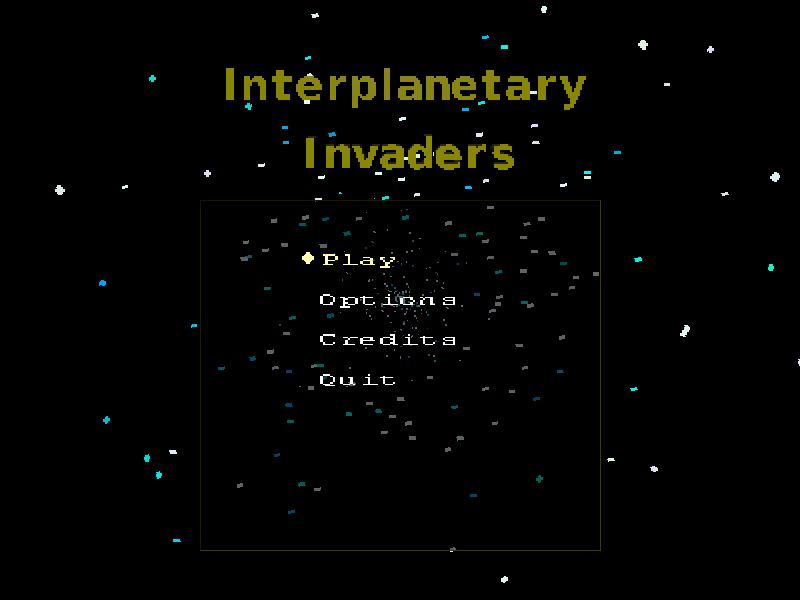 Interplanetary
Invaders
Play
Options
Credits
Quit